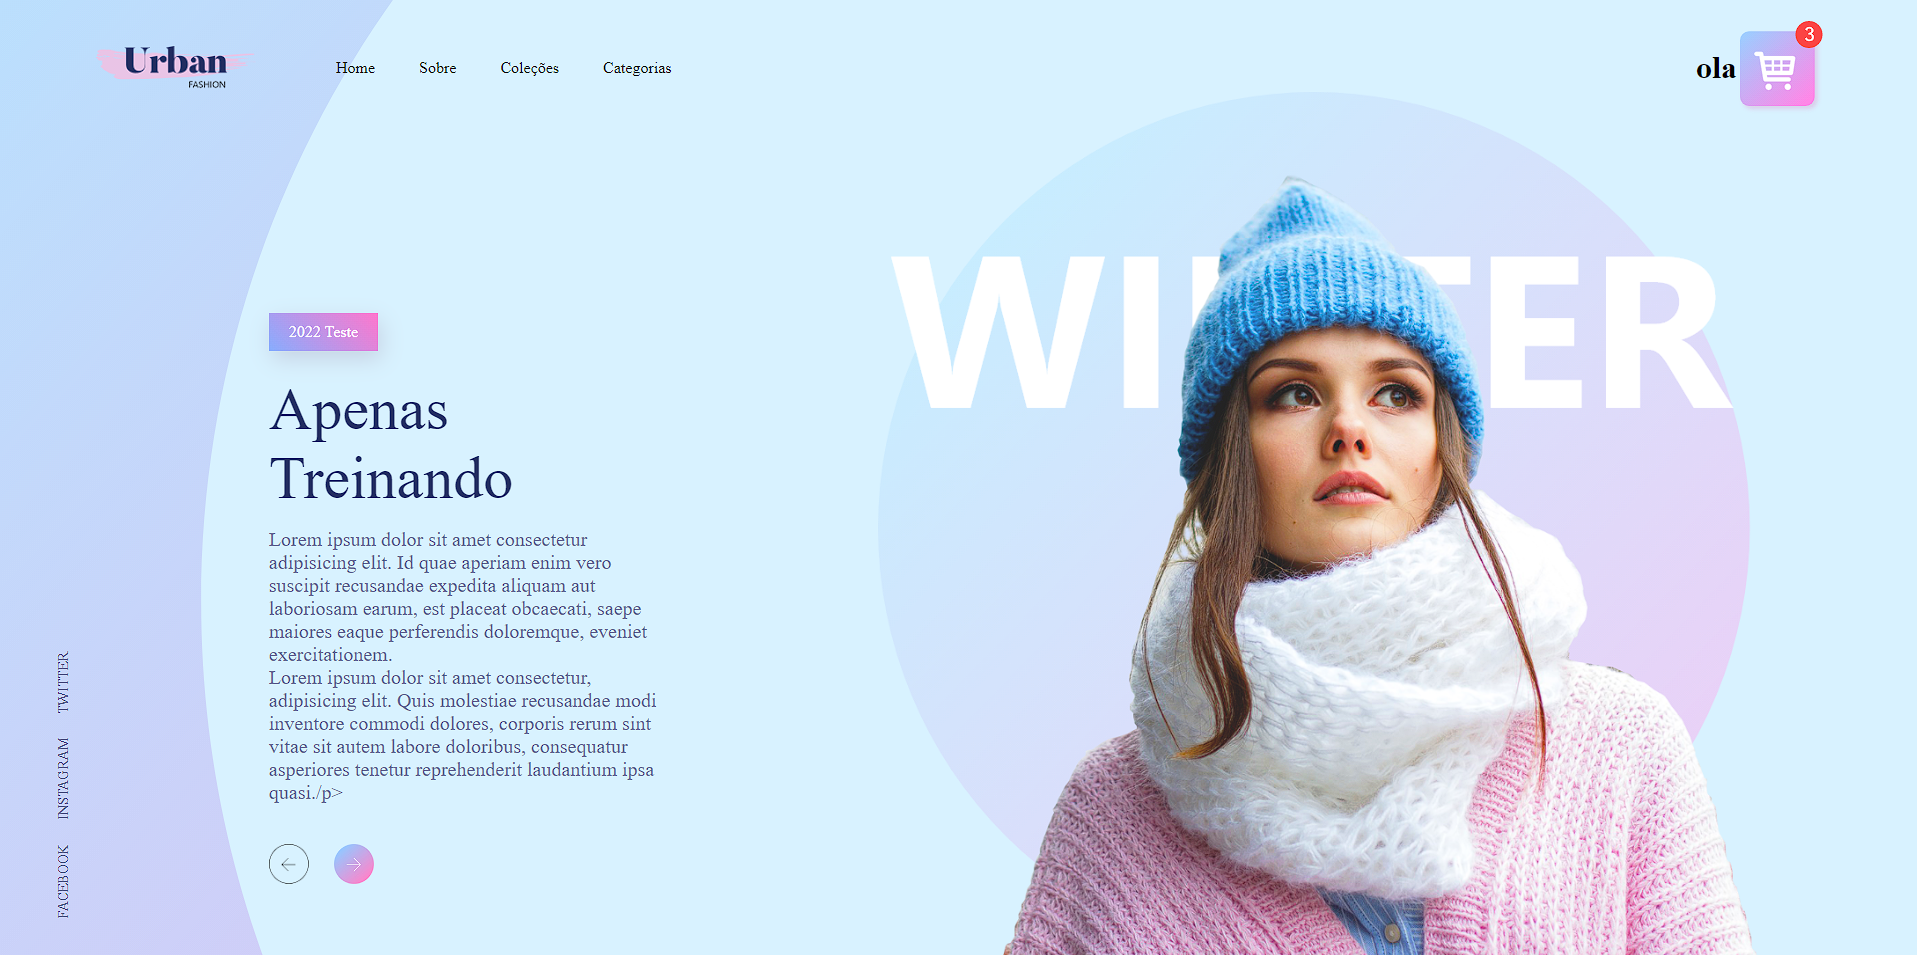 Urban
FASHION
Home
Sobre
Coleções
Categorias
ola
3
WINTER
2022 Teste
Apenas
Treinando
Lorem ipsum dolor sit amet consectetur
adipisicing elit. Id quae aperiam enim vero
suscipit recusandae expedita aliquam aut
laboriosam earum, est placeat obcaecati, saepe
maiores eaque perferendis doloremque, eveniet
exercitationem.
Lorem ipsum dolor sit amet consectetur,
adipisicing elit. Quis molestiae recusandae modi
inventore commodi dolores, corporis rerum sint
vitae sit autem labore doloribus, consequatur
asperiores tenetur reprehenderit laudantium ipsa
quasi./p>
FACEBOOK
INSTAGRAM
TWITTER